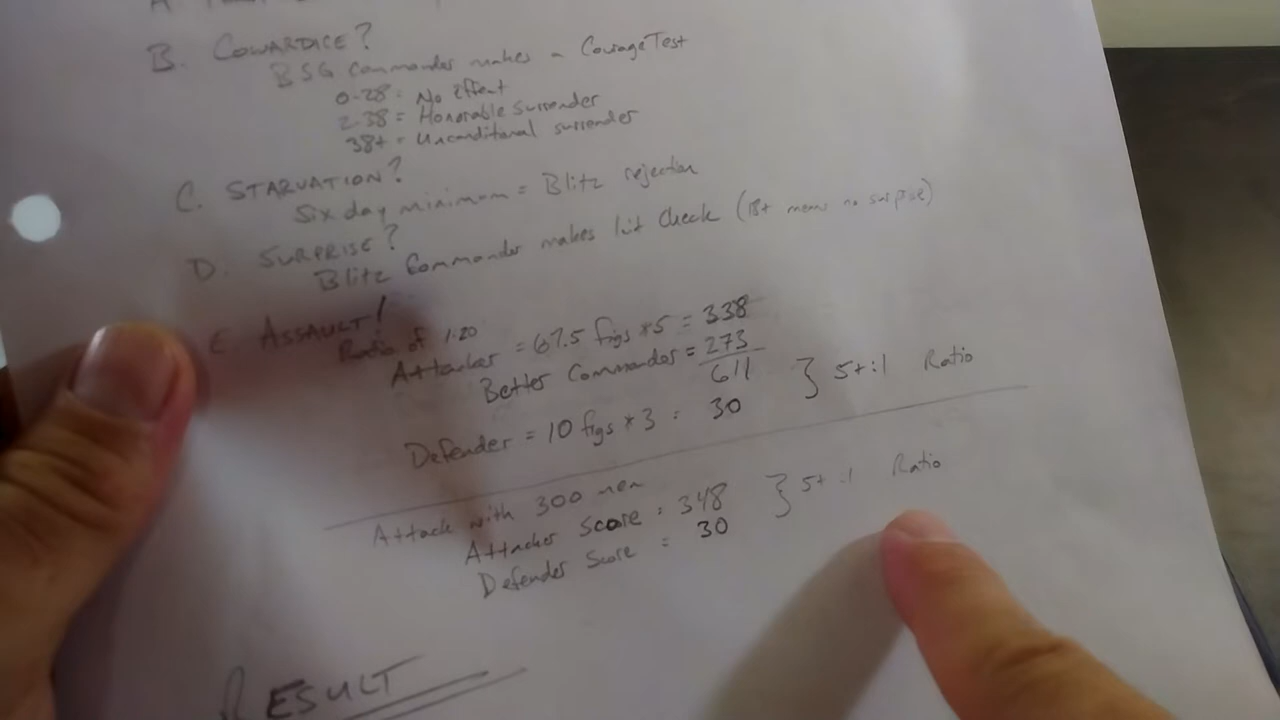 B. COWARDICE?
BSG Commander makes a Courage Test
0-28 = No Effect
2-38 = Honorable Surrender
38+ = Unconditional surrender
C. STARVATION?
Six day minimum = Blitz rejection
D. SURPRISE?
Blitz Commander makes Wit Check (18+ means no surprise)
E ASSAULT!
Ratio of 1:20
Attacker = 67.5 figs *5 = 338
Better Commander = 273
611 } 5+:1 Ratio
Defender = 10 figs * 3 = 30
Attack with 300 men
Attacker Score = 348 } 5+:1 Ratio
Defender Score = 30
RESULT